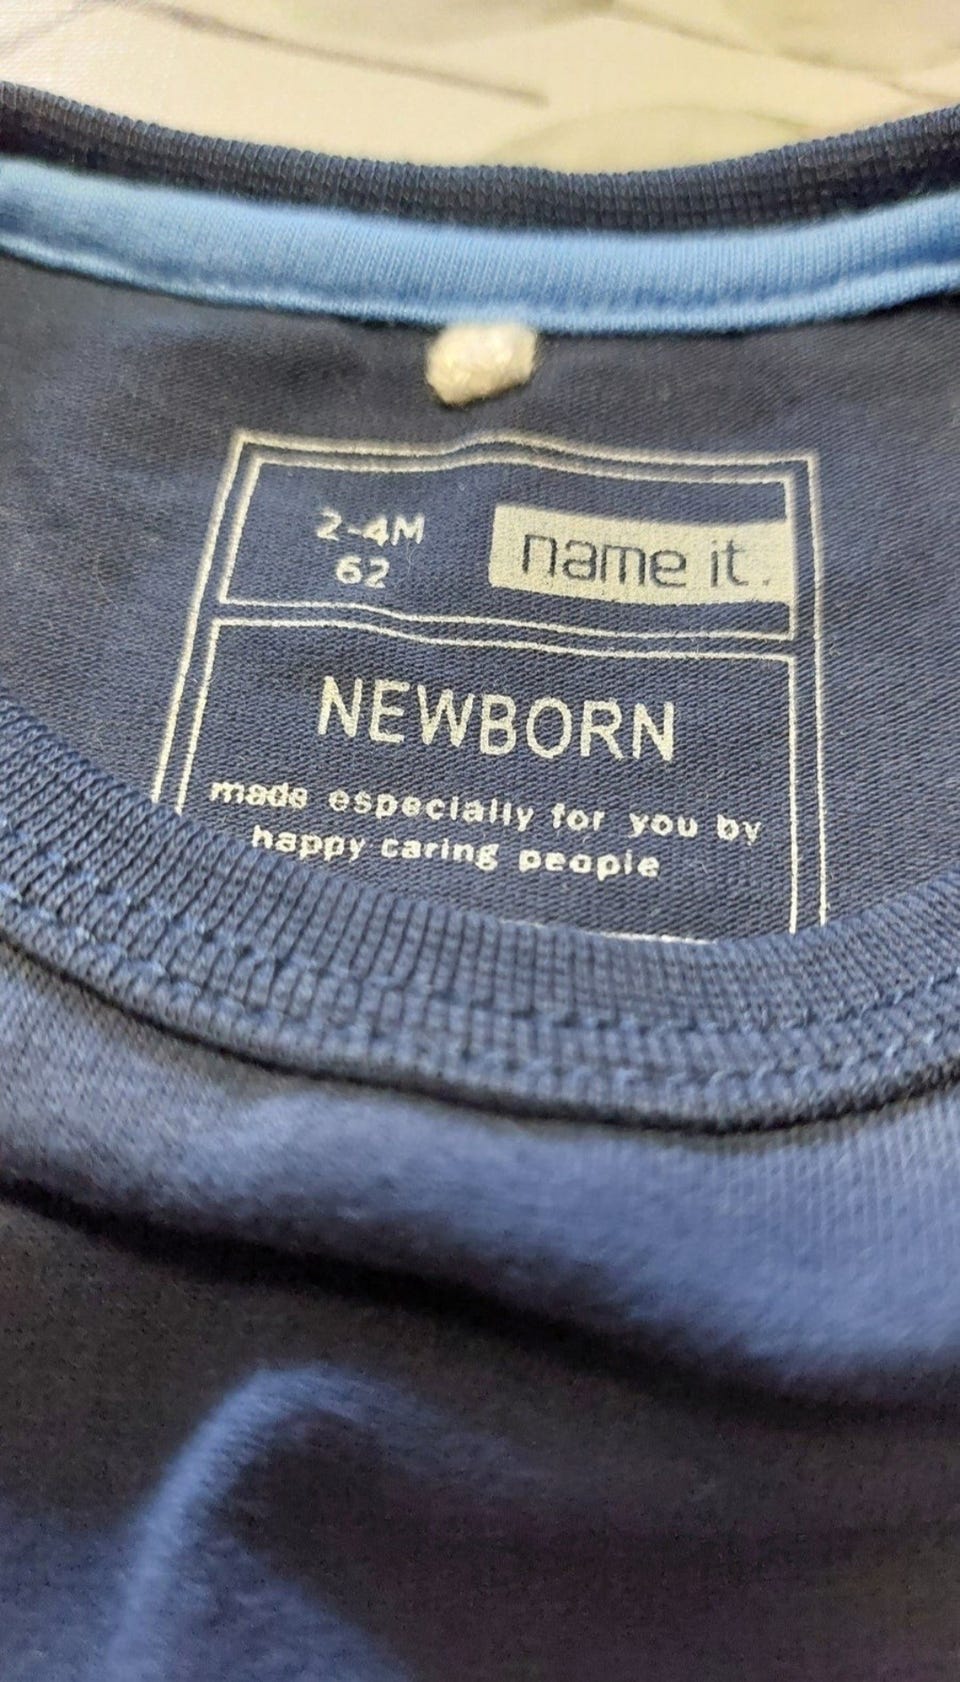 2-4M
62
name it.
NEWBORN
made especially for you by
happy caring people